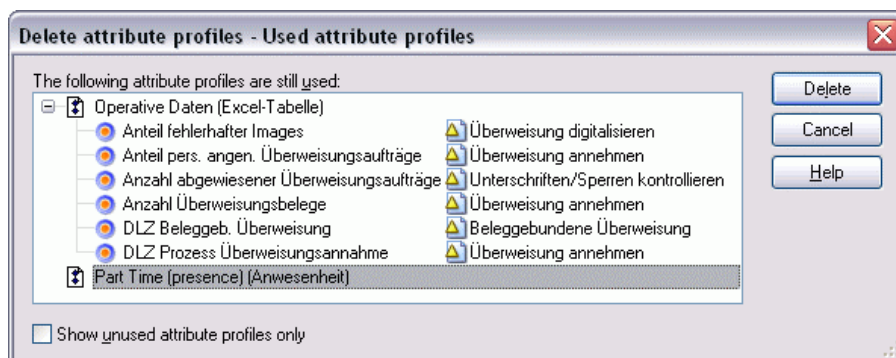 Delete attribute profiles - Used attribute profiles
The following attribute profiles are still used:
Operative Daten (Excel-Tabelle)
Anteil fehlerhafter Images Überweisung digitalisieren
Anteil pers. angen. Überweisungsaufträge Überweisung annehmen
Anzahl abgewiesener Überweisungsaufträge Unterschriften/Sperren kontrollieren
Anzahl Überweisungsbelege Überweisung annehmen
DLZ Beleggeb. Überweisung Beleggebundene Überweisung
DLZ Prozess Überweisungsannahme Überweisung annehmen
Part Time (presence) (Anwesenheit)
Show unused attribute profiles only
Delete
Cancel
Help